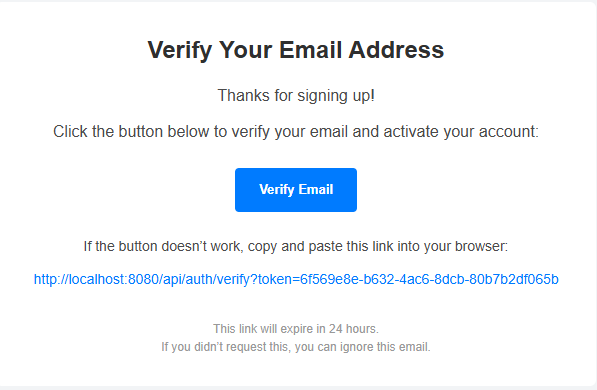 Verify Your Email Address
Thanks for signing up!
Click the button below to verify your email and activate your account:
Verify Email
If the button doesn’t work, copy and paste this link into your browser:
http://localhost:8080/api/auth/verify?token=6f569e8e-b632-4ac6-8dcb-80b7b2df065b
This link will expire in 24 hours.
If you didn’t request this, you can ignore this email.